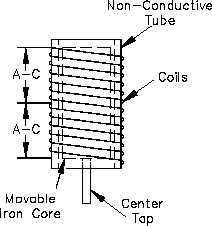 Non-Conductive
Tube
A-C
Coils
A-C
Movable
Iron Core
Center
Tap